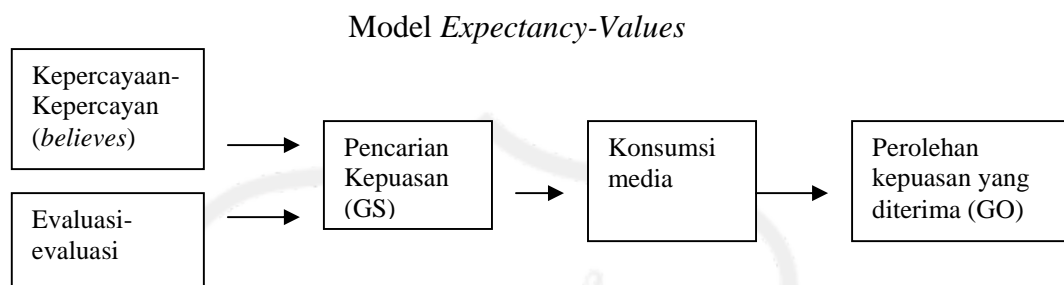 Model Expectancy-Values
Kepercayaan-
Kepercayan
(believes)
Evaluasi-
evaluasi
Pencarian
Kepuasan
(GS)
Konsumsi
media
Perolehan
kepuasan yang
diterima (GO)